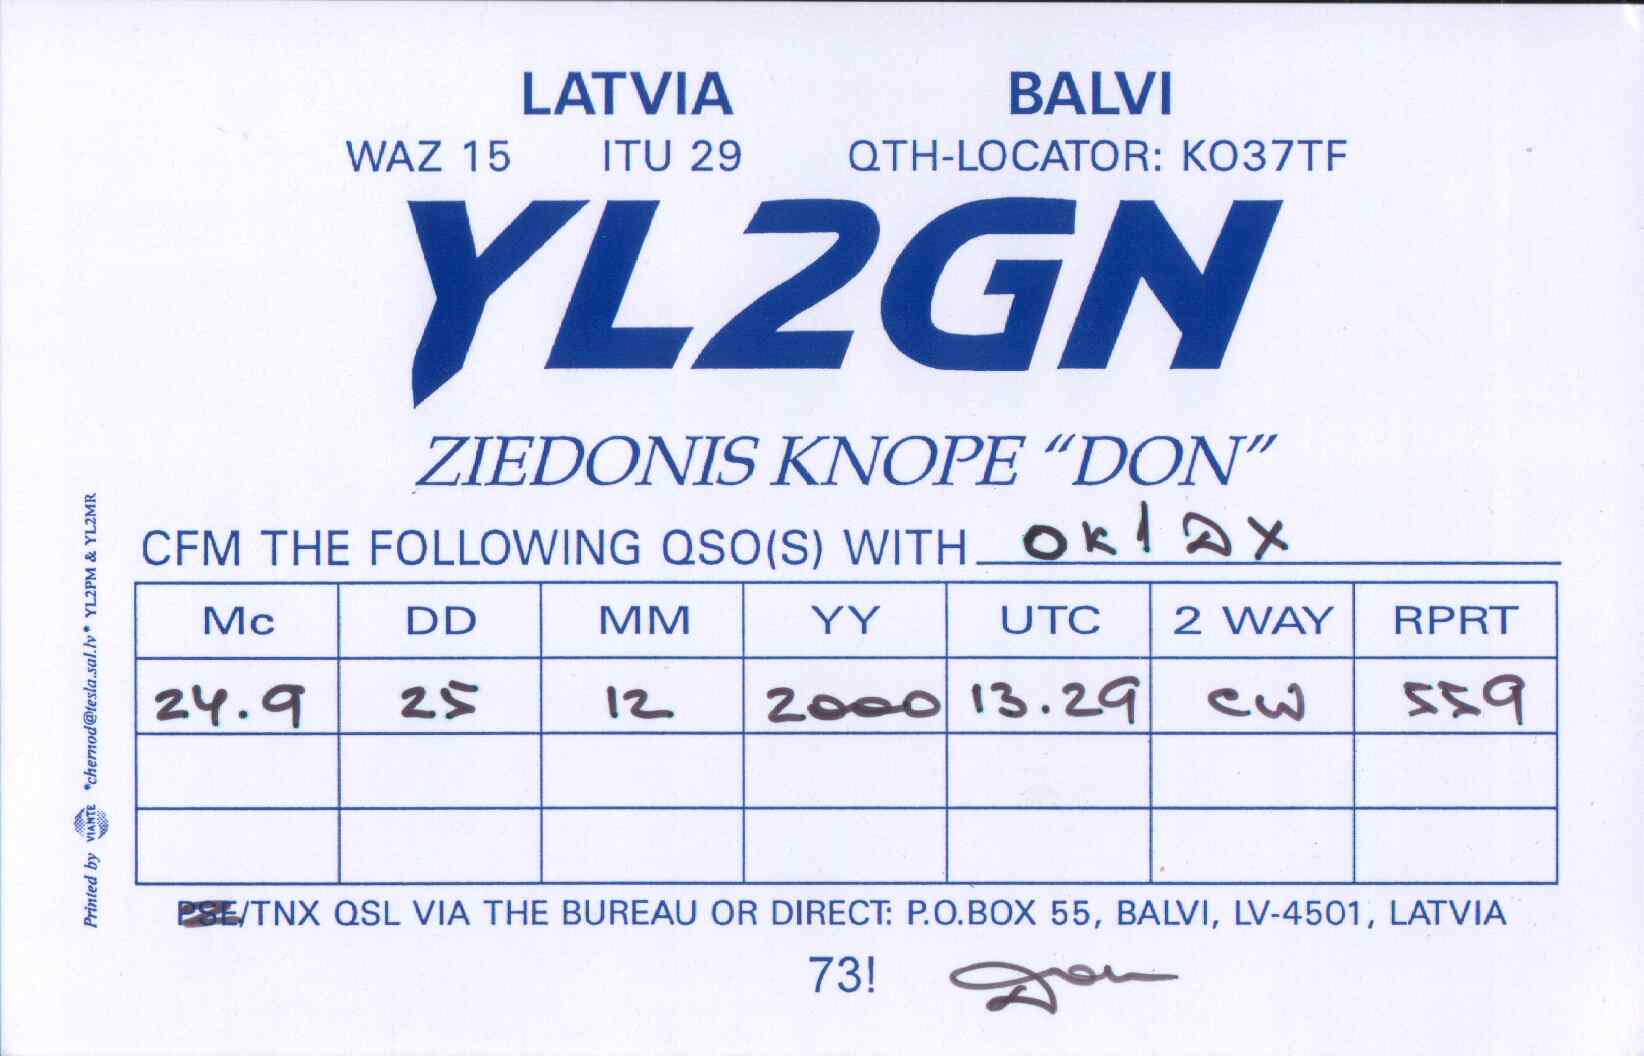 LATVIA BALVI
WAZ 15 ITU 29 QTH-LOCATOR: KO37TF
YL2GN
ZIEDONIS KNOPE "DON"
CFM THE FOLLOWING QSO(S) WITH OK1DX
Mc DD MM YY UTC 2 WAY RPRT
24.9 25 12 2000 13.29 CW 559
PSE/TNX QSL VIA THE BUREAU OR DIRECT: P.O.BOX 55, BALVI, LV-4501, LATVIA
73! Don
Printed by VIANTE *chernod@tesla.sal.lv* YL2PM & YL2MR